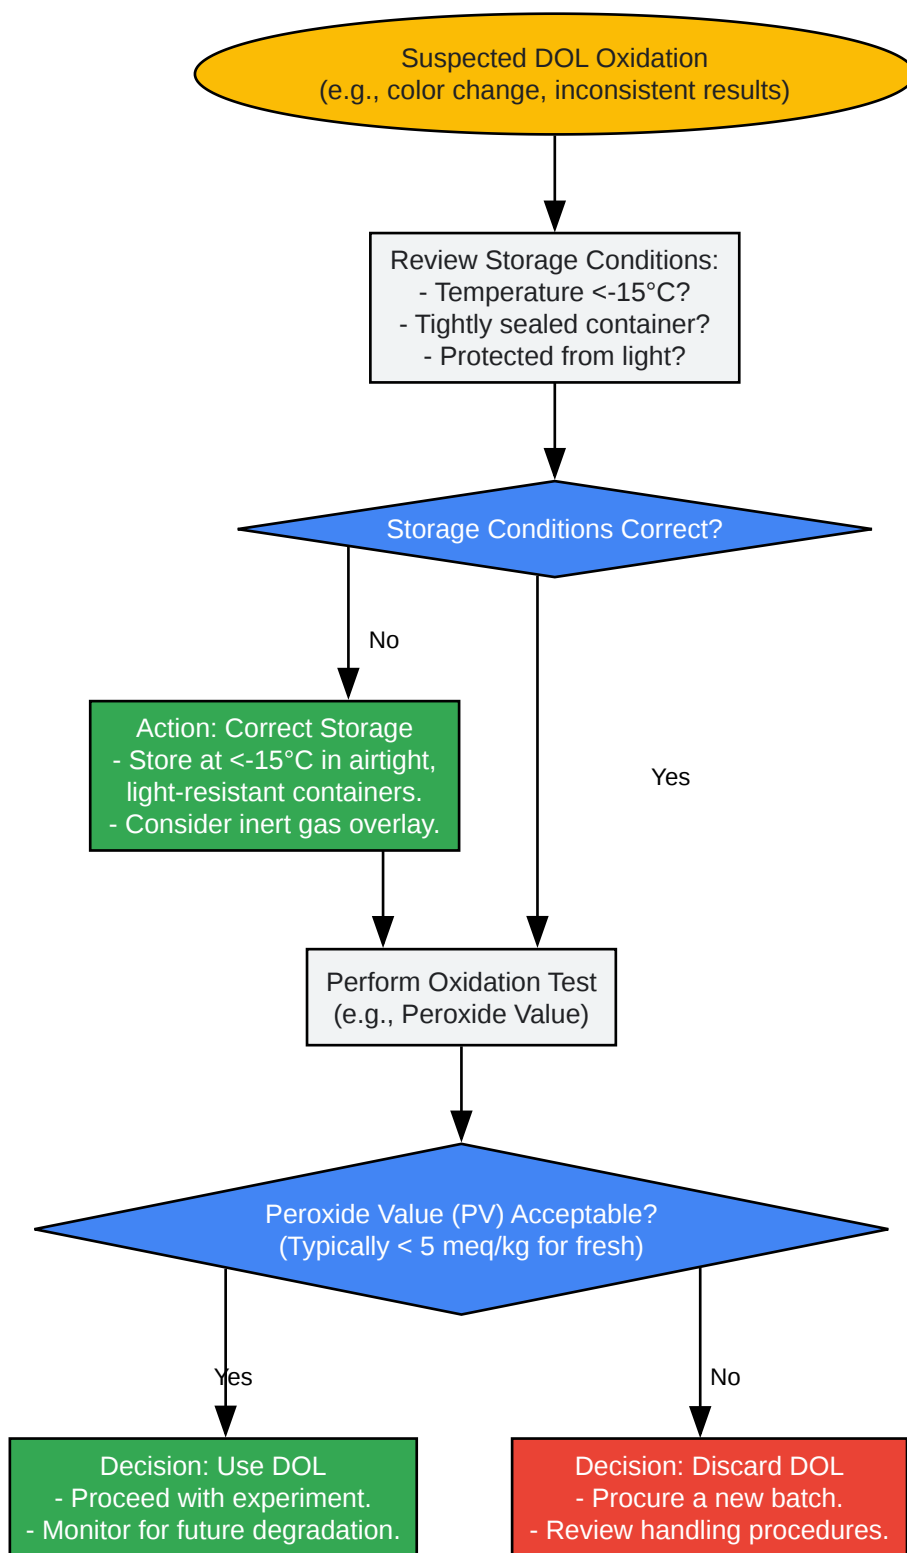 Suspected DOL Oxidation
(e.g., color change, inconsistent results)
Review Storage Conditions:
- Temperature <-15°C?
- Tightly sealed container?
- Protected from light?
Storage Conditions Correct?
No
Action: Correct Storage
- Store at <-15°C in airtight,
light-resistant containers.
- Consider inert gas overlay.
Yes
Perform Oxidation Test
(e.g., Peroxide Value)
Peroxide Value (PV) Acceptable?
(Typically < 5 meq/kg for fresh)
Yes
No
Decision: Use DOL
- Proceed with experiment.
- Monitor for future degradation.
Decision: Discard DOL
- Procure a new batch.
- Review handling procedures.